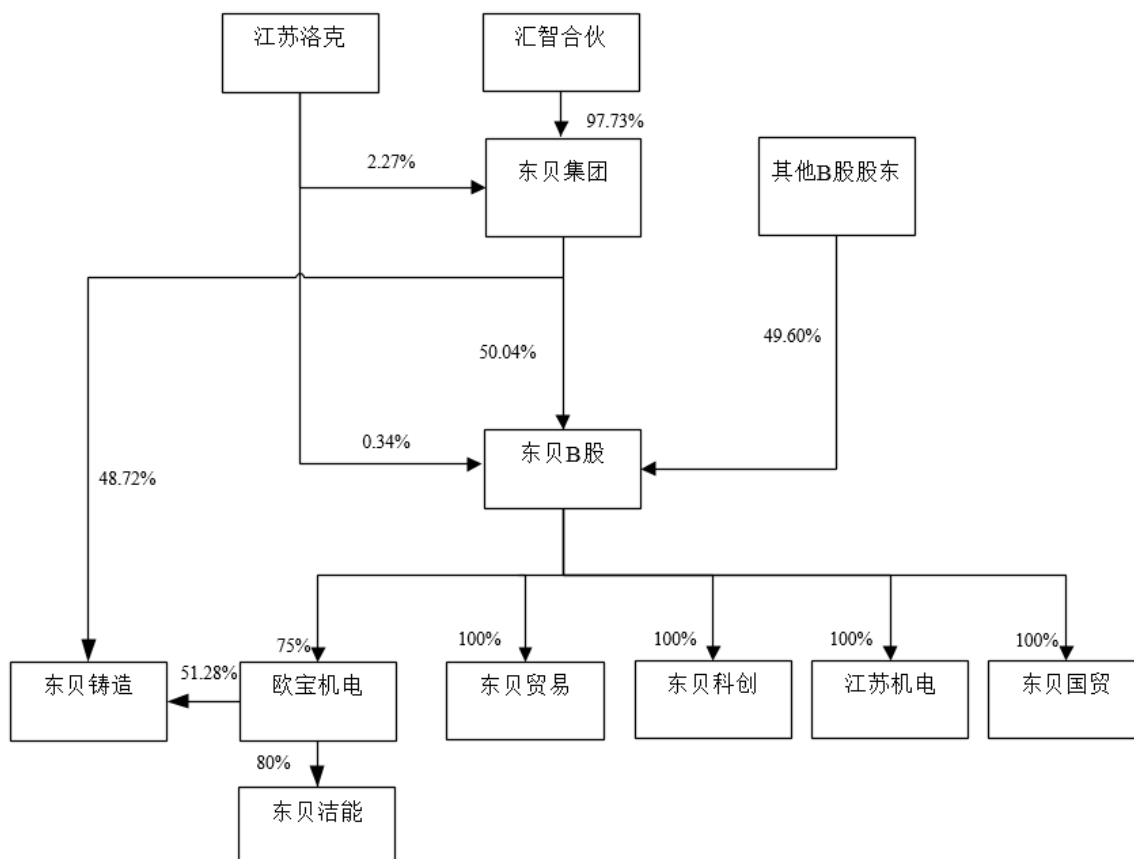 江苏洛克
汇智合伙
97.73%
2.27%
东贝集团
其他B股股东
50.04%
49.60%
0.34%
东贝B股
48.72%
75%
100%
100%
100%
100%
51.28%
东贝铸造
欧宝机电
东贝贸易
东贝科创
江苏机电
东贝国贸
80%
东贝洁能